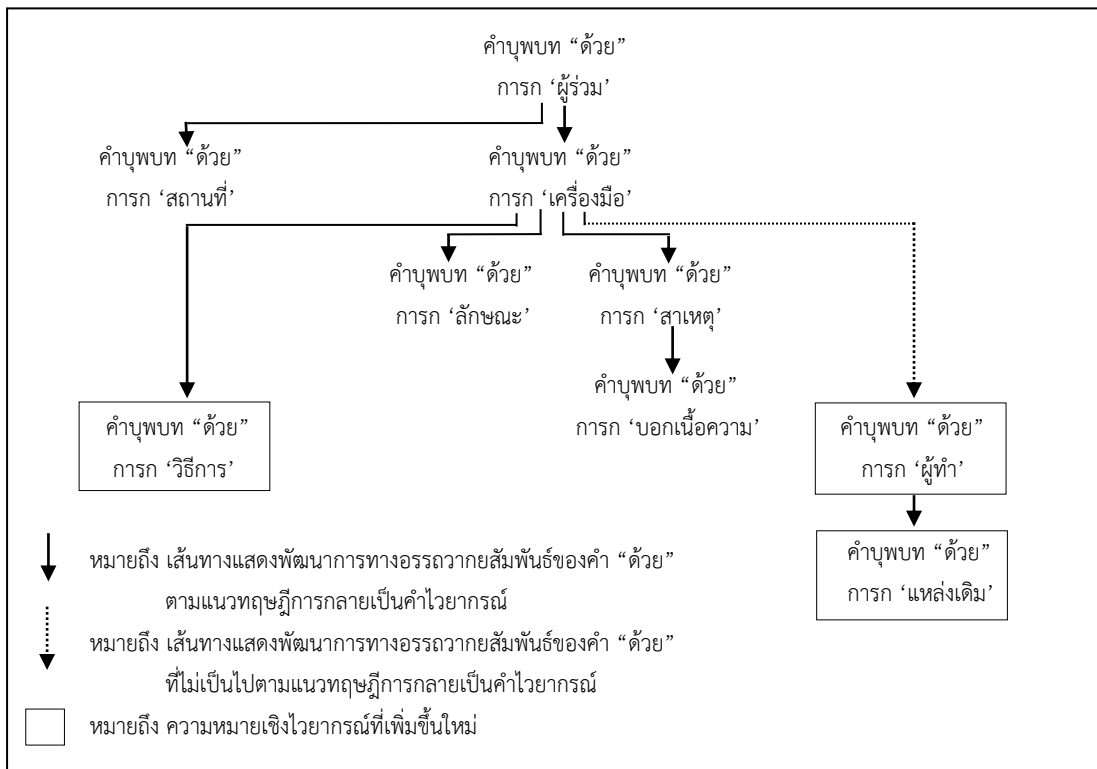 คำบุพบท “ด้วย”
การก ‘ผู้ร่วม’
คำบุพบท “ด้วย”
การก ‘สถานที่’
คำบุพบท “ด้วย”
การก ‘เครื่องมือ’
คำบุพบท “ด้วย”
การก ‘ลักษณะ’
คำบุพบท “ด้วย”
การก ‘สาเหตุ’
คำบุพบท “ด้วย”
การก ‘บอกเนื้อความ’
คำบุพบท “ด้วย”
การก ‘วิธีการ’
คำบุพบท “ด้วย”
การก ‘ผู้ทำ’
คำบุพบท “ด้วย”
การก ‘แหล่งเดิม’
หมายถึง เส้นทางแสดงพัฒนาการทางอรรถวากยสัมพันธ์ของคำ “ด้วย”
ตามแนวทฤษฎีการกลายเป็นคำไวยากรณ์
หมายถึง เส้นทางแสดงพัฒนาการทางอรรถวากยสัมพันธ์ของคำ “ด้วย”
ที่ไม่เป็นไปตามแนวทฤษฎีการกลายเป็นคำไวยากรณ์
หมายถึง ความหมายเชิงไวยากรณ์ที่เพิ่มขึ้นใหม่